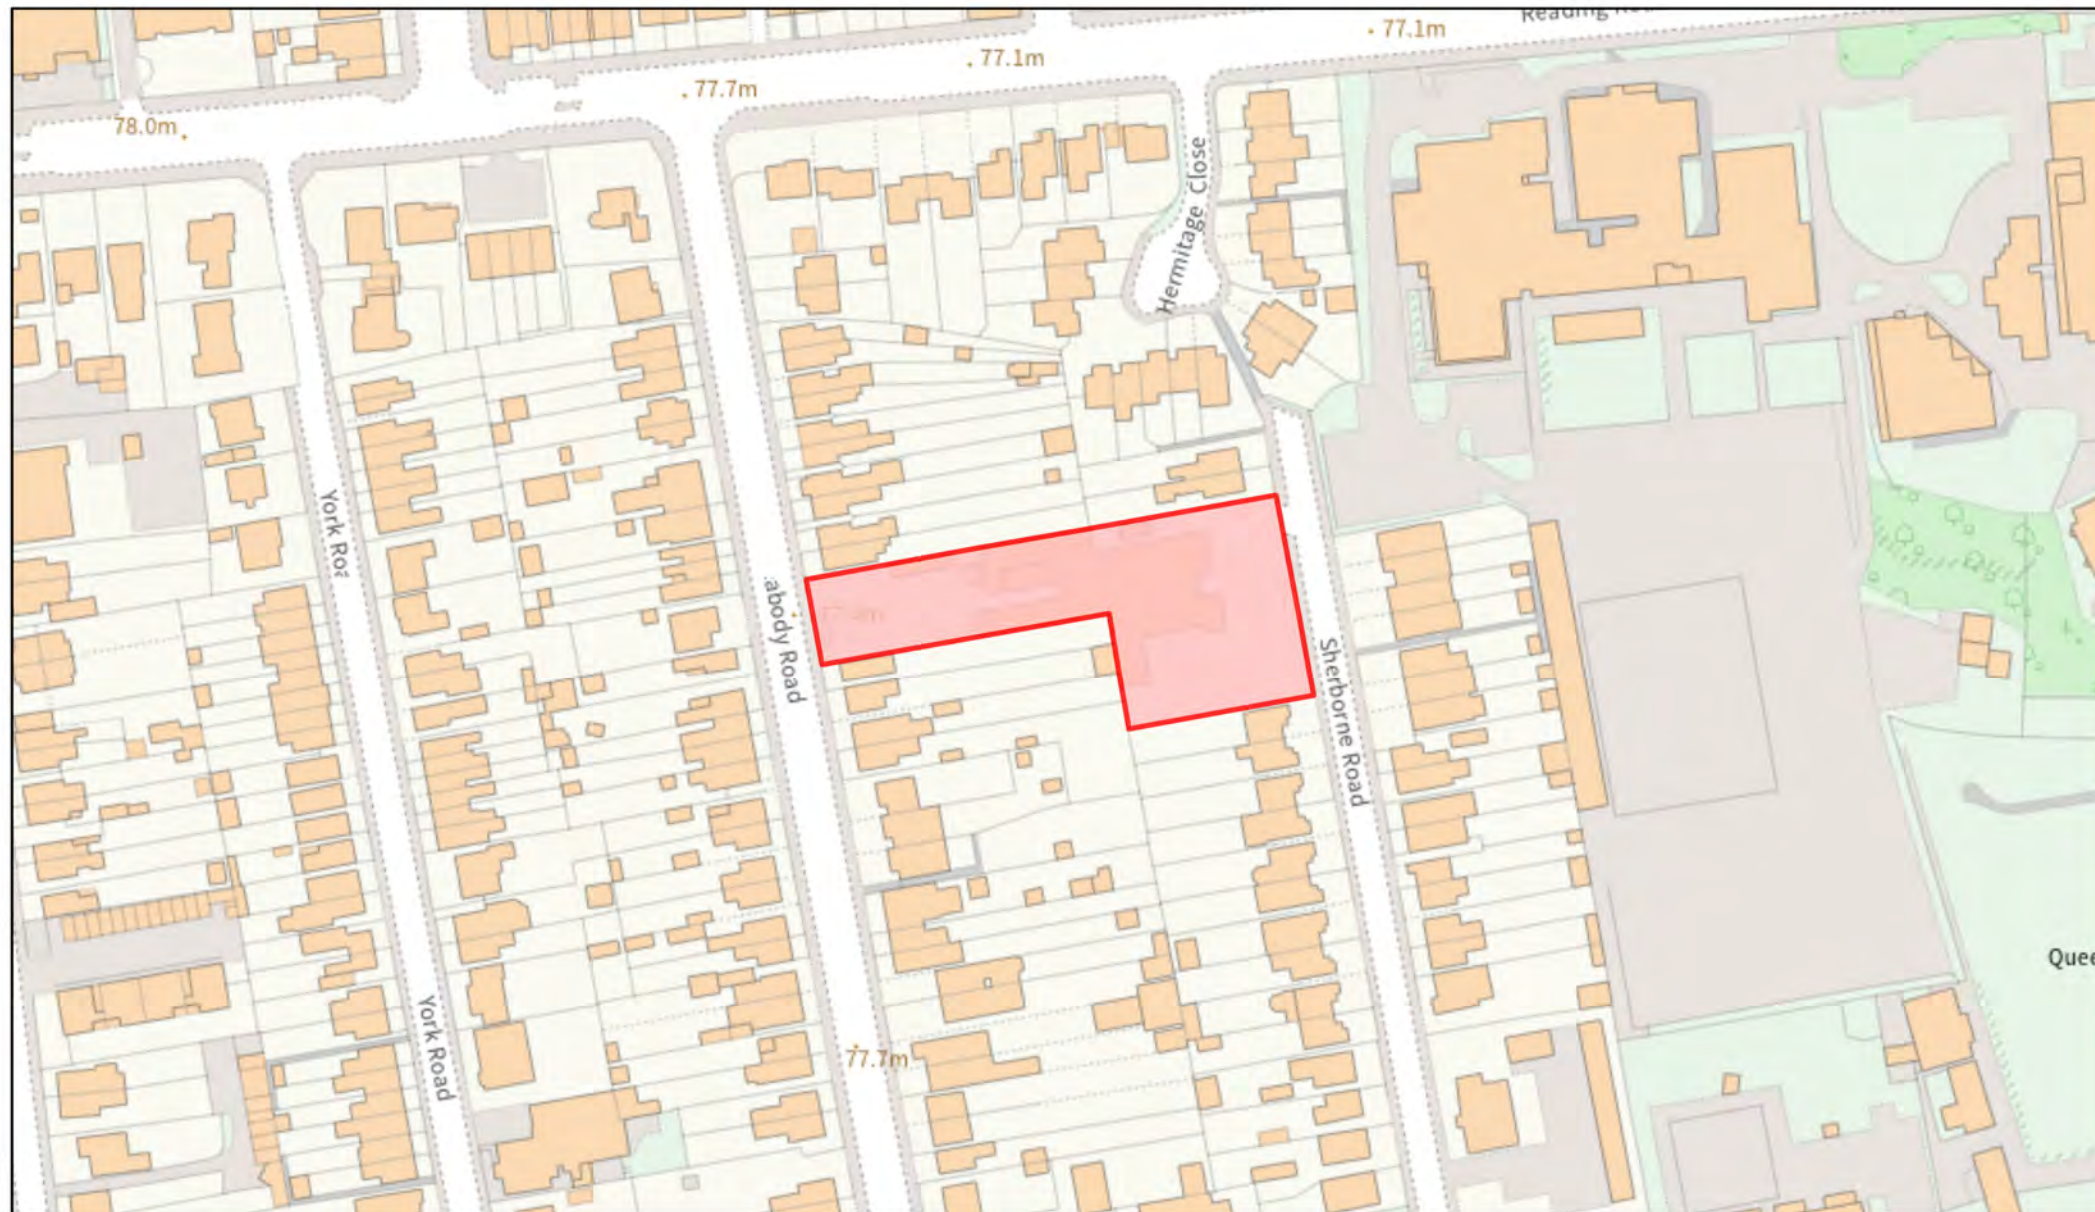 77.1m
77.1m
77.7m
78.0m
Hermitage Close
York Roa
abody Road
Sherborne Road
Quee
York Road
77.7m